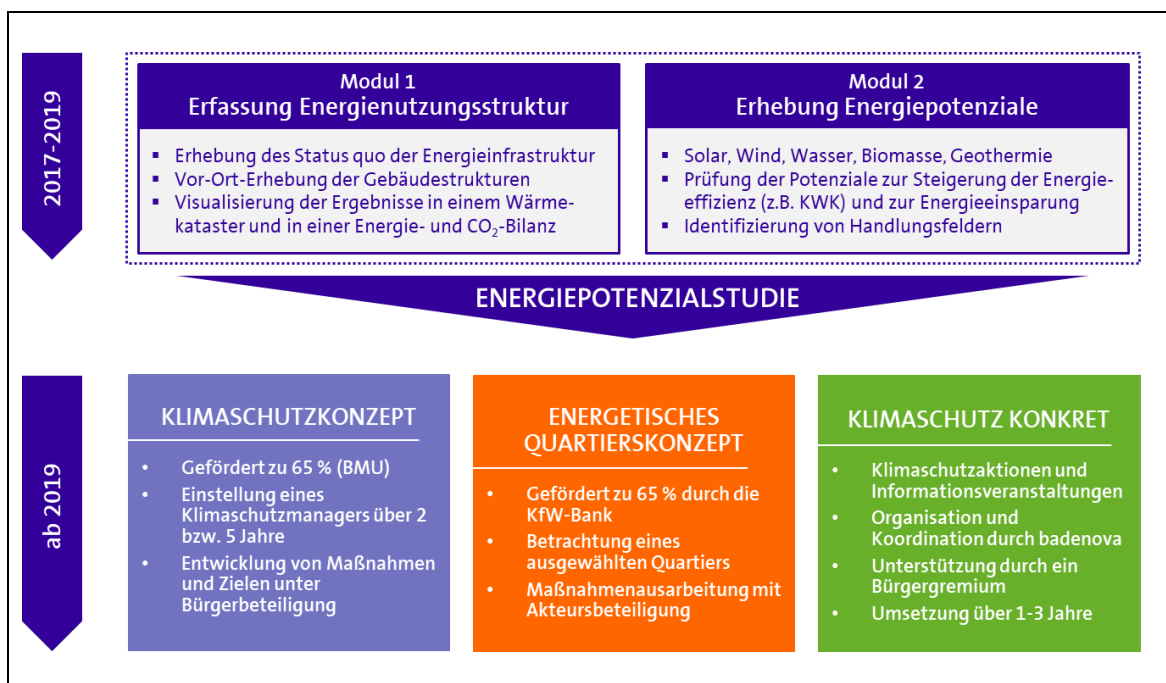 2017-2019
Modul 1
Erfassung Energienutzungsstruktur
▪ Erhebung des Status quo der Energieinfrastruktur
▪ Vor-Ort-Erhebung der Gebäudestrukturen
▪ Visualisierung der Ergebnisse in einem Wärme-
kataster und in einer Energie- und CO₂-Bilanz
Modul 2
Erhebung Energiepotenziale
▪ Solar, Wind, Wasser, Biomasse, Geothermie
▪ Prüfung der Potenziale zur Steigerung der Energie-
effizienz (z.B. KWK) und zur Energieeinsparung
▪ Identifizierung von Handlungsfeldern
ENERGIEPOTENZIALSTUDIE
ab 2019
KLIMASCHUTZKONZEPT
• Gefördert zu 65 % (BMU)
• Einstellung eines
Klimaschutzmanagers über 2
bzw. 5 Jahre
• Entwicklung von Maßnahmen
und Zielen unter
Bürgerbeteiligung
ENERGETISCHES
QUARTIERSKONZEPT
• Gefördert zu 65 % durch die
KfW-Bank
• Betrachtung eines
ausgewählten Quartiers
• Maßnahmenausarbeitung mit
Akteursbeteiligung
KLIMASCHUTZ KONKRET
• Klimaschutzaktionen und
Informationsveranstaltungen
• Organisation und
Koordination durch badenova
• Unterstützung durch ein
Bürgergremium
• Umsetzung über 1-3 Jahre